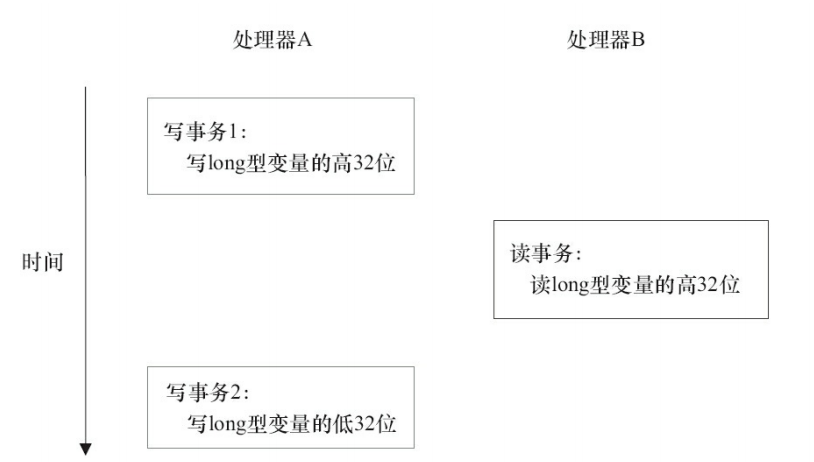 处理器A
处理器B
写事务1:
写long型变量的高32位
读事务:
读long型变量的高32位
时间
写事务2:
写long型变量的低32位